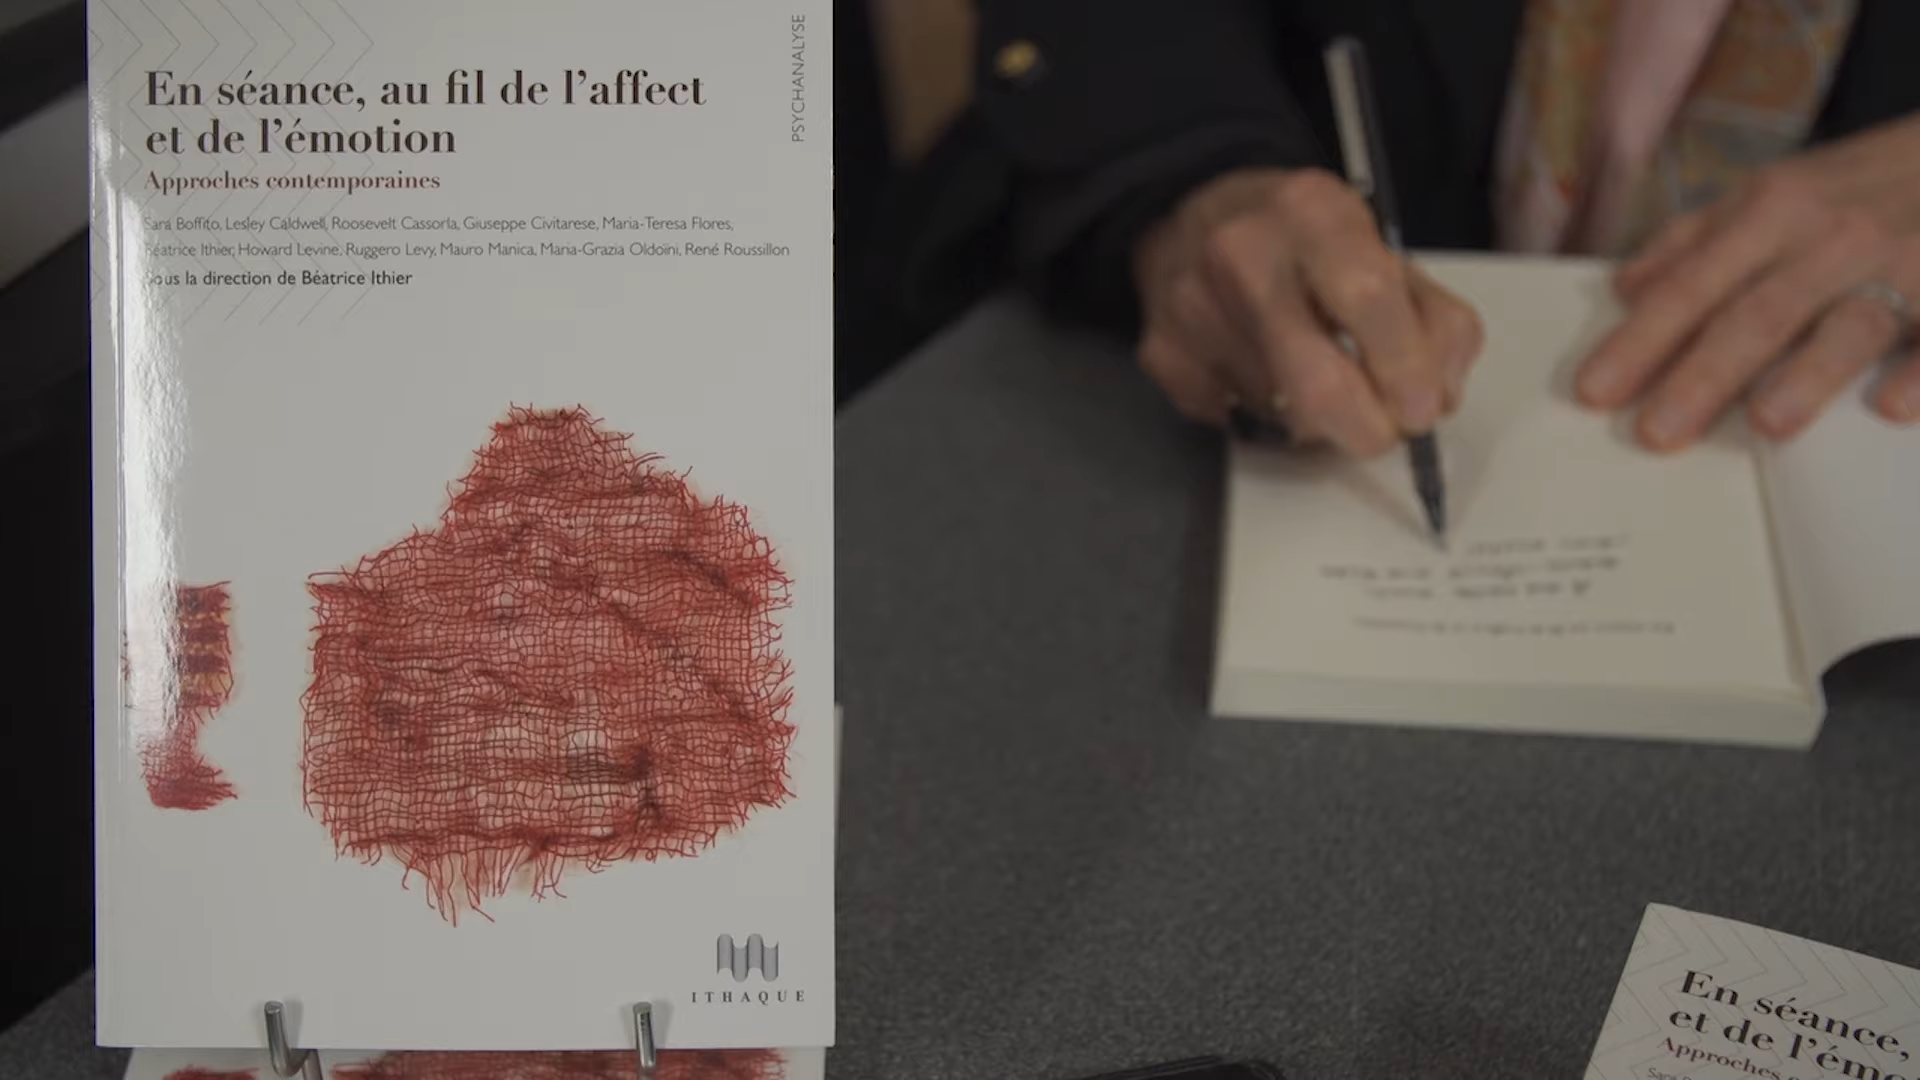 En séance, au fil de l'affect
et de l'émotion
Approches contemporaines
Sara Boffito, Lesley Caldwell, Roosevelt Cassorla, Giuseppe Civitarese, Maria-Teresa Flores,
Béatrice Ithier, Howard Levine, Ruggero Levy, Mauro Manica, Maria-Grazia Oldoini, René Roussillon
Sous la direction de Béatrice Ithier
PSYCHANALYSE
ITHAQUE
En séance,
et de l'émo
Approches